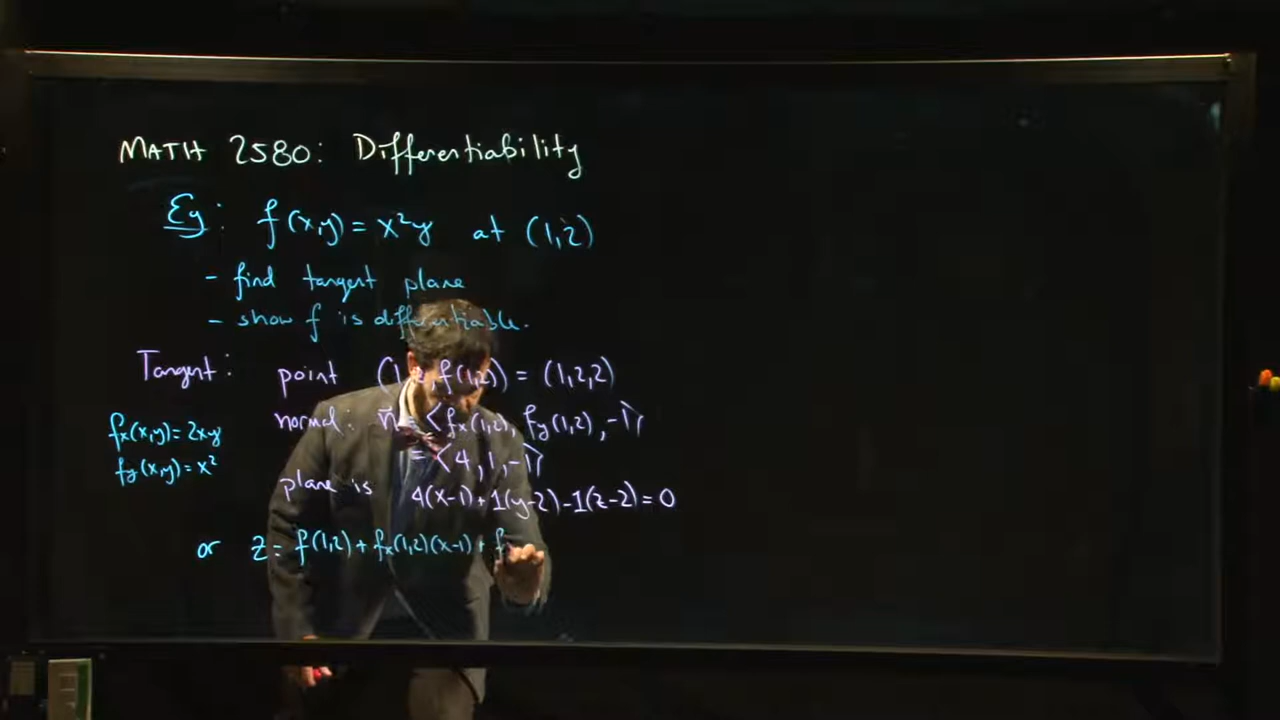 MATH 2580: Differentiability
Eg: f(x,y) = x²y at (1,2)
- find tangent plane
- show f is differentiable.
Tangent: point (1,2,f(1,2)) = (1,2,2)
normal: n⃗ = ⟨fx(1,2), fy(1,2), -1⟩
fx(x,y) = 2xy
= ⟨4, 1, -1⟩
fy(x,y) = x²
plane is 4(x-1) + 1(y-2) - 1(z-2) = 0
or z = f(1,2) + fx(1,2)(x-1) + f